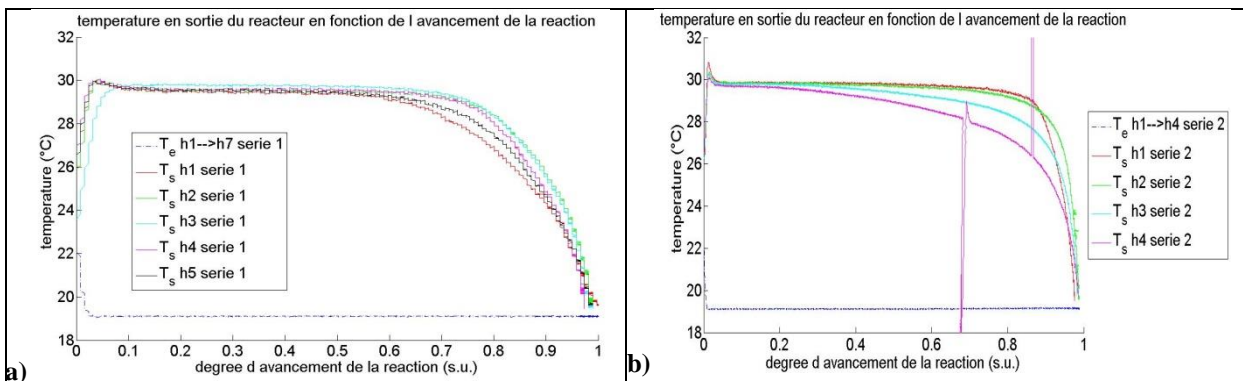 temperature en sortie du reacteur en fonction de l avancement de la reaction
32
30
28
26
24
22
20
18
temperature (°C)
T_e h1-->h7 serie 1
T_s h1 serie 1
T_s h2 serie 1
T_s h3 serie 1
T_s h4 serie 1
T_s h5 serie 1
0 0.1 0.2 0.3 0.4 0.5 0.6 0.7 0.8 0.9 1
degree d avancement de la reaction (s.u.)
a)
temperature en sortie du reacteur en fonction de l avancement de la reaction
32
30
28
26
24
22
20
18
temperature (°C)
T_e h1-->h4 serie 2
T_s h1 serie 2
T_s h2 serie 2
T_s h3 serie 2
T_s h4 serie 2
0 0.2 0.4 0.6 0.8 1
degree d avancement de la reaction (s.u.)
b)